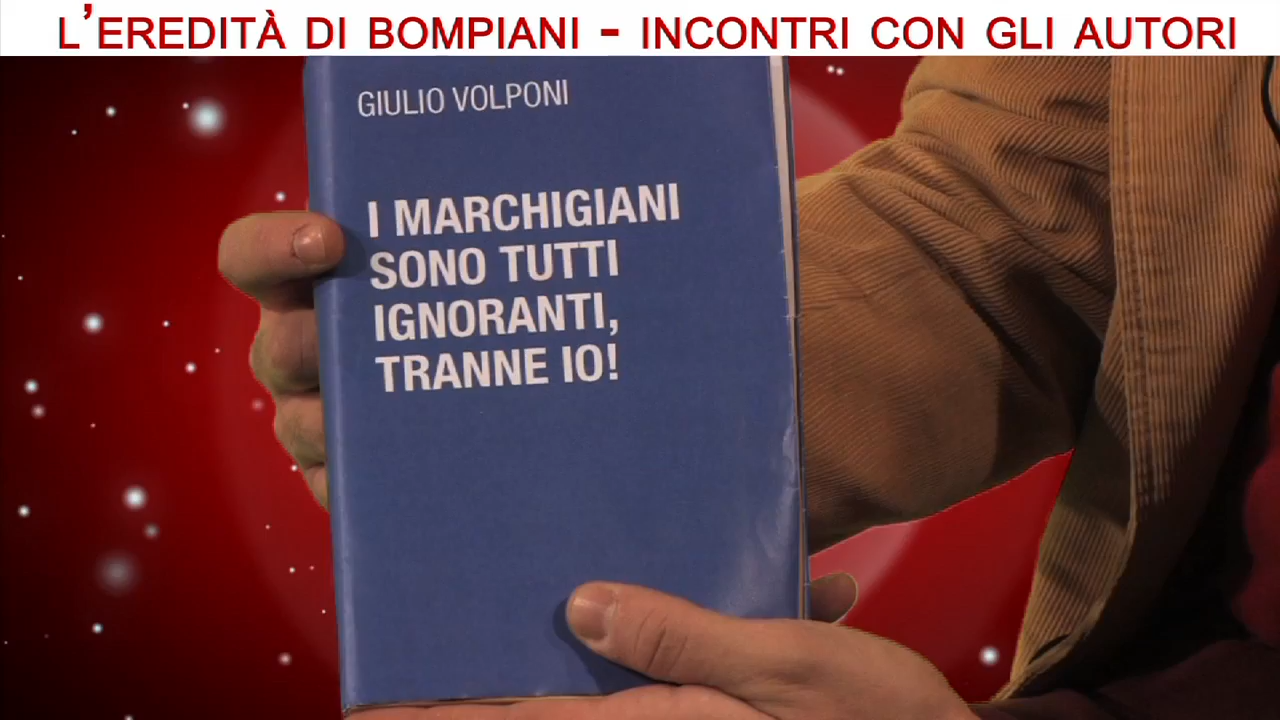 L'EREDITÀ DI BOMPIANI - INCONTRI CON GLI AUTORI
GIULIO VOLPONI
I MARCHIGIANI
SONO TUTTI
IGNORANTI,
TRANNE IO!